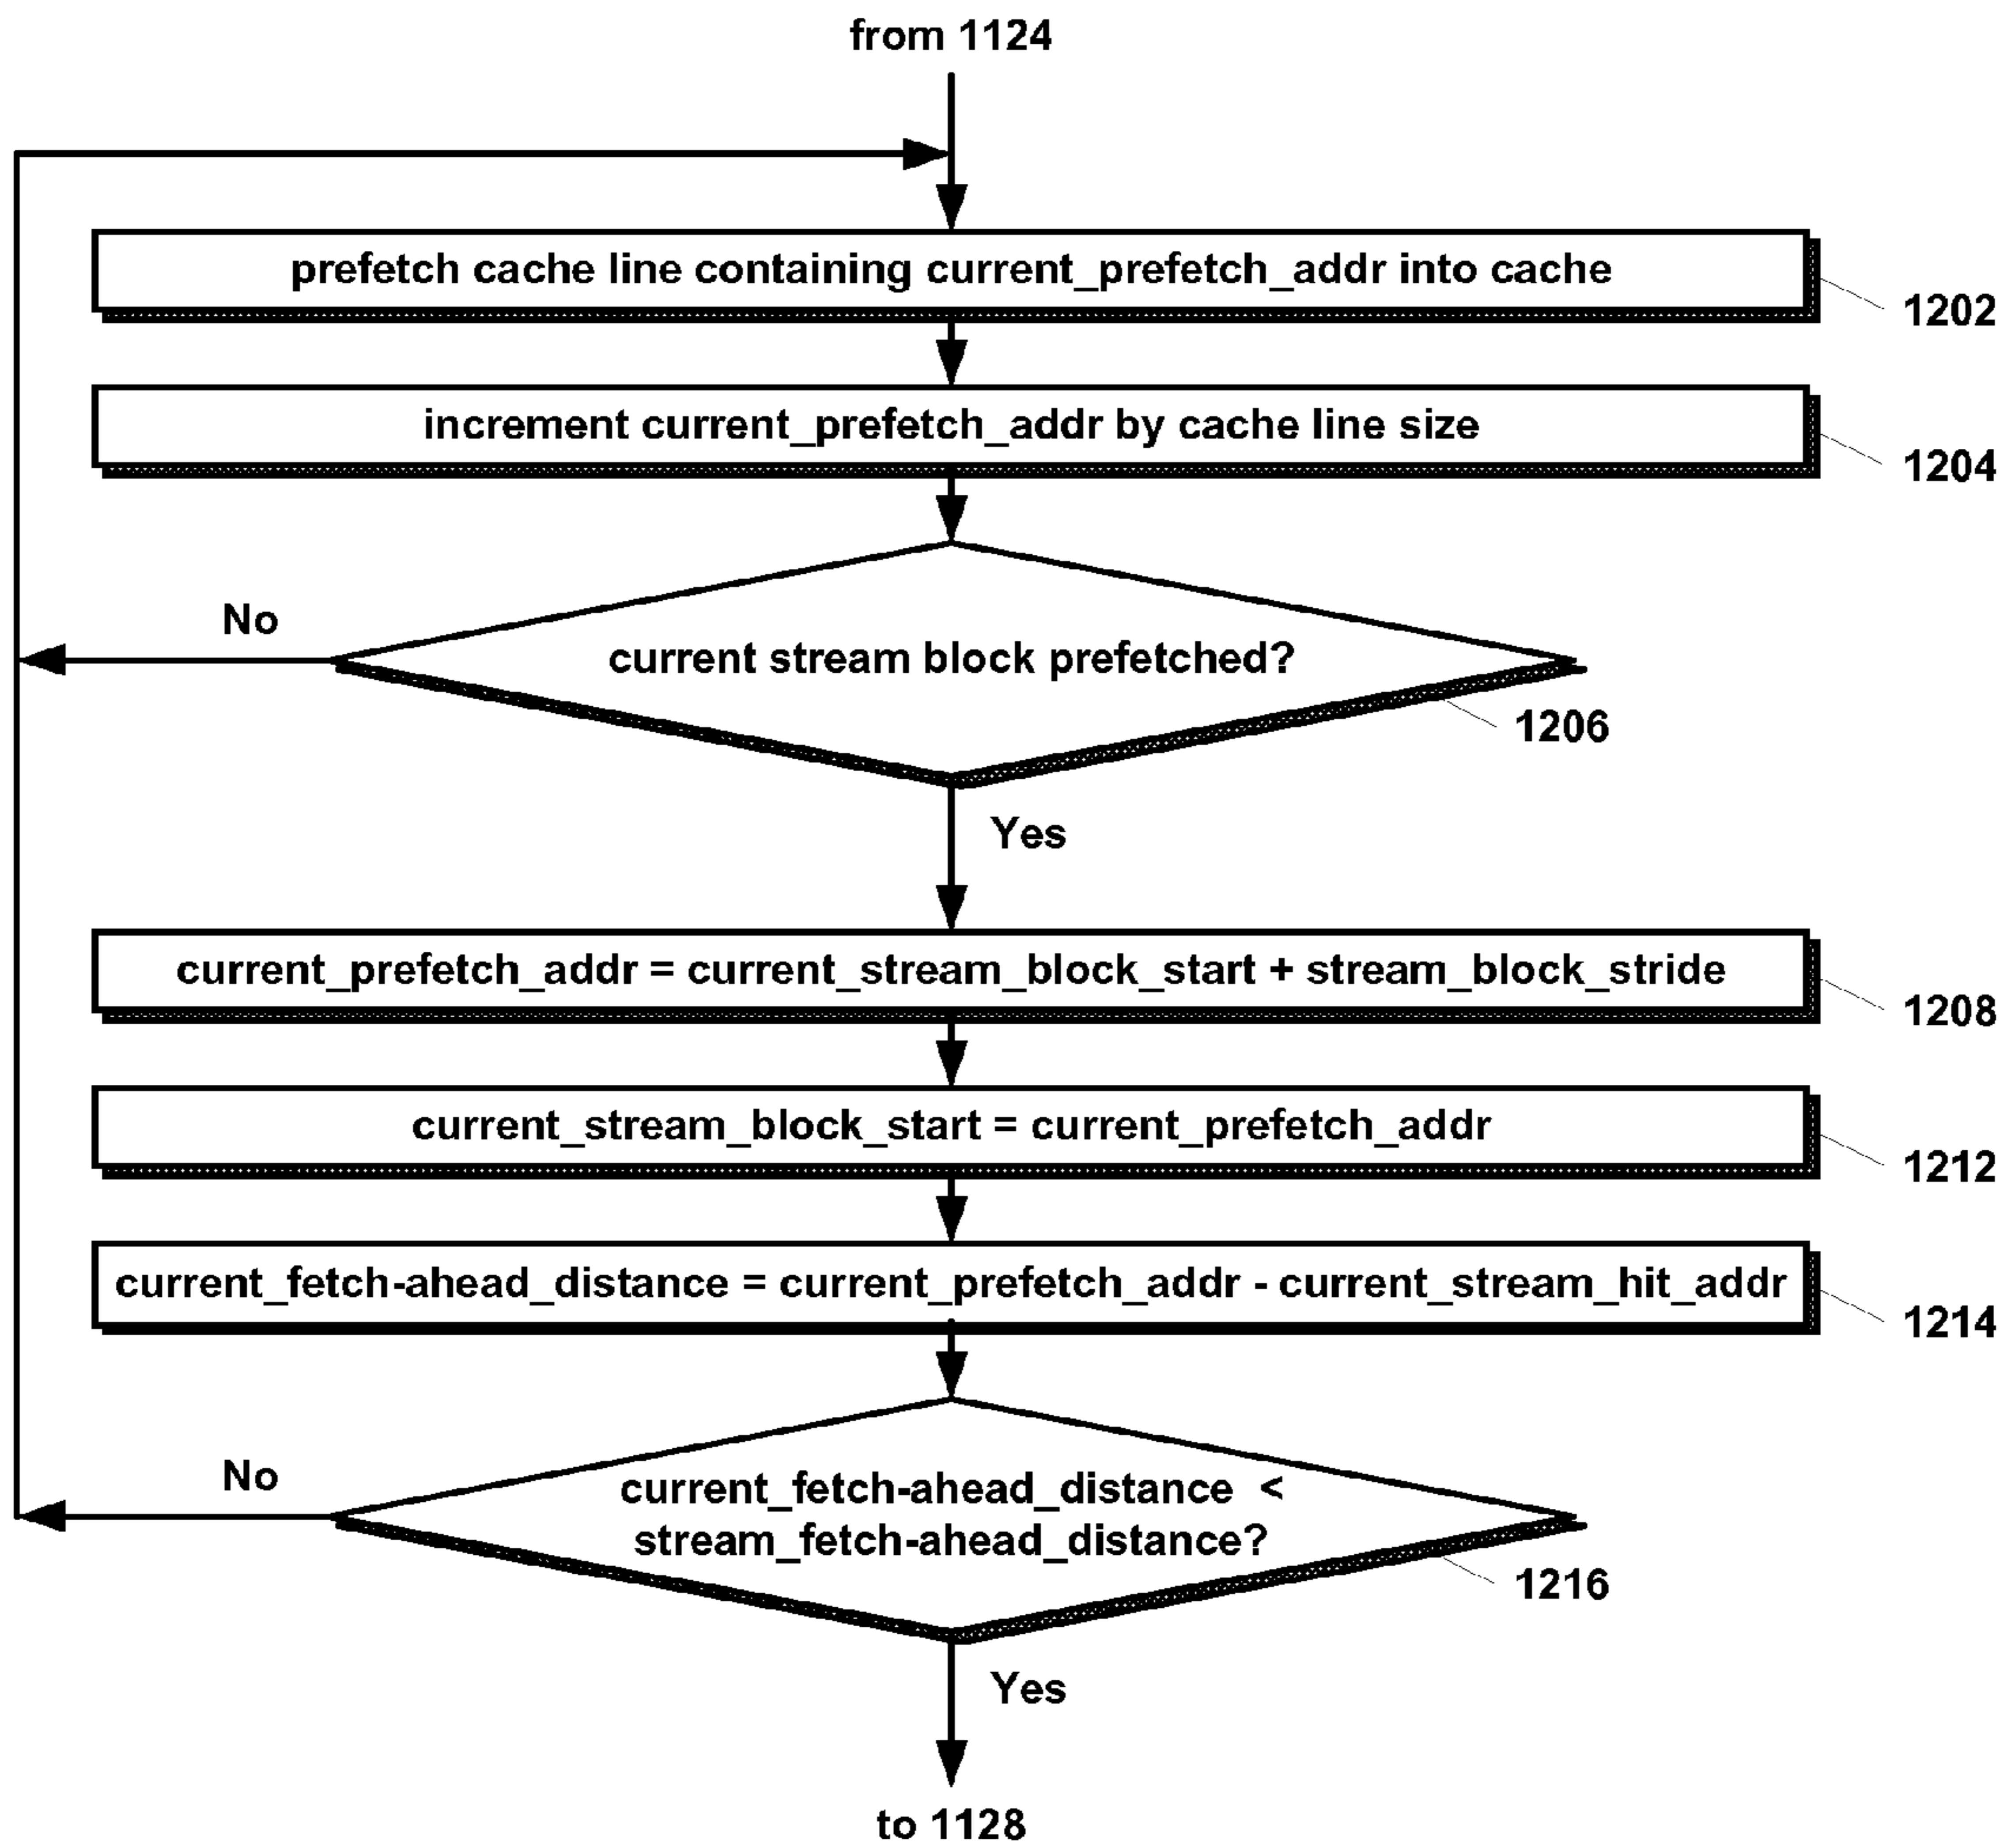 from 1124
prefetch cache line containing current_prefetch_addr into cache
1202
increment current_prefetch_addr by cache line size
1204
No
current stream block prefetched?
1206
Yes
current_prefetch_addr = current_stream_block_start + stream_block_stride
1208
current_stream_block_start = current_prefetch_addr
1212
current_fetch-ahead_distance = current_prefetch_addr - current_stream_hit_addr
1214
No
current_fetch-ahead_distance <
stream_fetch-ahead_distance?
1216
Yes
to 1128